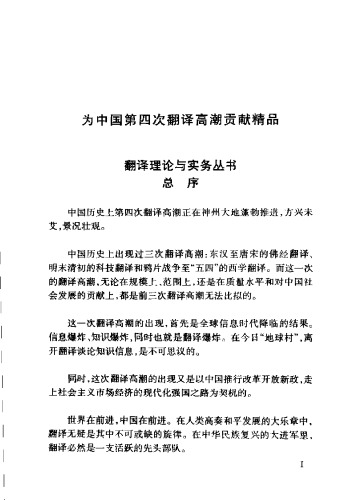 为中国第四次翻译高潮贡献精品
翻译理论与实务丛书
总 序
中国历史上第四次翻译高潮正在神州大地蓬勃推进,方兴未
艾,景况壮观。
中国历史上出现过三次翻译高潮:东汉至唐宋的佛经翻译、
明末清初的科技翻译和鸦片战争至“五四”的西学翻译。而这一次
的翻译高潮,无论在规模上、范围上,还是在质量水平和对中国社
会发展的贡献上,都是前三次翻译高潮无法比似的。
这一次翻译高潮的出现,首先是全球信息时代降临的结果。
信息爆炸、知识爆炸,同时也就是翻译爆炸。在今日“地球村”,离
开翻译谈论知识信息,是不可思议的。
同时,这次翻译高潮的出现又是以中国推行改革开放新政,走
上社会主义市场经济的现代化强国之路为契机的。
世界在前进,中国在前进。在人类高奏和平发展的大乐章中,
翻译无疑是其中不可或缺的旋律。在中华民族复兴的大进军里,
翻译必然是一支活跃的先头部队。
I